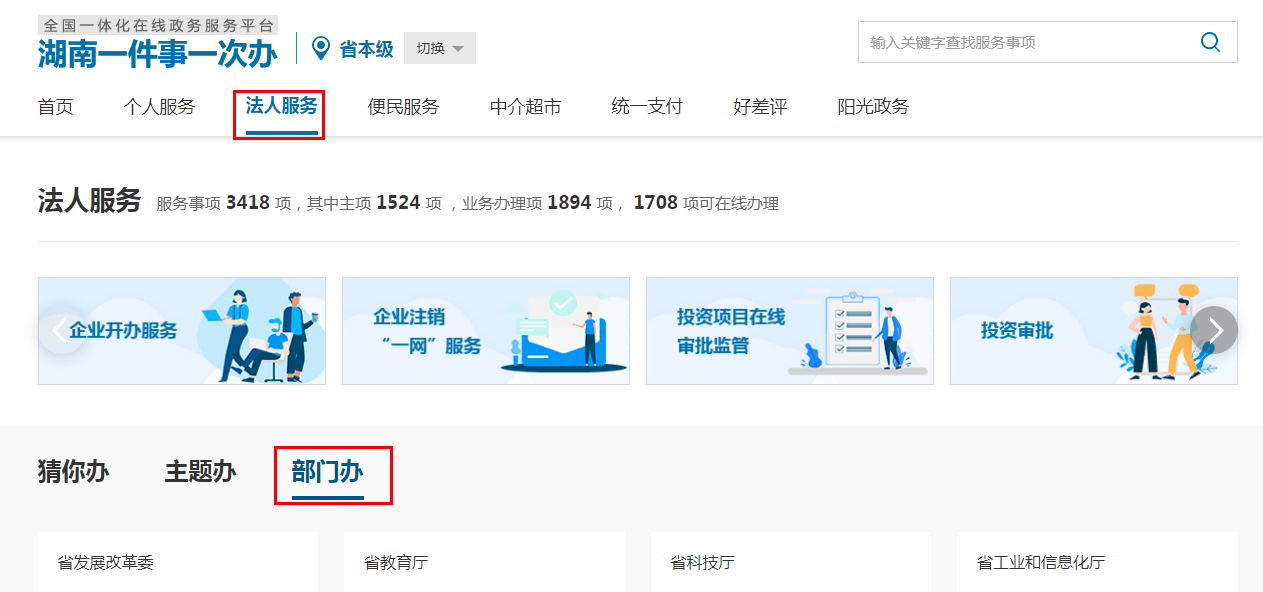 全国一体化在线政务服务平台
湖南一件事一次办
省本级
切换
输入关键字查找服务事项
首页 个人服务 法人服务 便民服务 中介超市 统一支付 好差评 阳光政务
法人服务 服务事项 3418 项，其中主项 1524 项 ，业务办理项 1894 项， 1708 项可在线办理
企业开办服务
企业注销
“一网”服务
投资项目在线
审批监管
投资审批
猜你办 主题办 部门办
省发展改革委 省教育厅 省科技厅 省工业和信息化厅